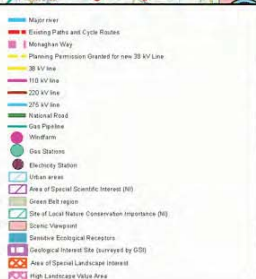 Major river
Existing Paths and Cycle Routes
Monaghan Way
Planning Permission Granted for new 38 kV Line
38 kV line
110 kV line
220 kV line
275 kV line
National Road
Gas Pipeline
Windfarm
Gas Stations
Electricity Station
Urban areas
Area of Special Scientific Interest (NI)
Green Belt region
Site of Local Nature Conservation Importance (NI)
Scenic Viewpoint
Sensitive Ecological Receptors
Geological Interest Site (surveyed by GSI)
Area of Special Landscape Interest
High Landscape Value Area